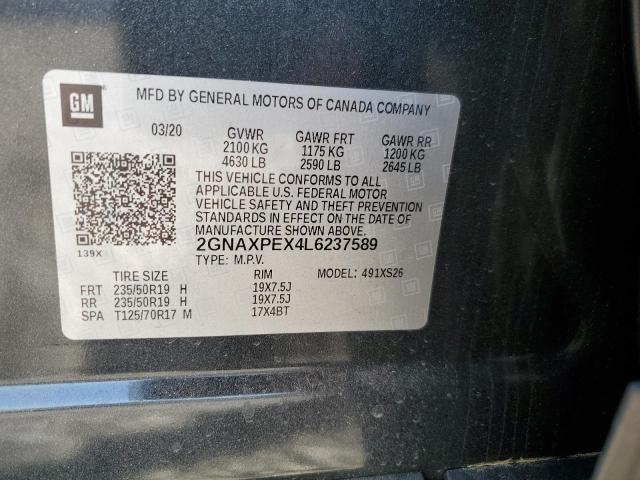 GM
MFD BY GENERAL MOTORS OF CANADA COMPANY
03/20 GVWR GAWR FRT GAWR RR
2100 KG 1175 KG 1200 KG
4630 LB 2590 LB 2645 LB
THIS VEHICLE CONFORMS TO ALL
APPLICABLE U.S. FEDERAL MOTOR
VEHICLE SAFETY AND THEFT PREVENTION
STANDARDS IN EFFECT ON THE DATE OF
MANUFACTURE SHOWN ABOVE.
2GNAXPEX4L6237589
139X
TYPE: M.P.V.
TIRE SIZE RIM MODEL: 491XS26
FRT 235/50R19 H 19X7.5J
RR 235/50R19 H 19X7.5J
SPA T125/70R17 M 17X4BT